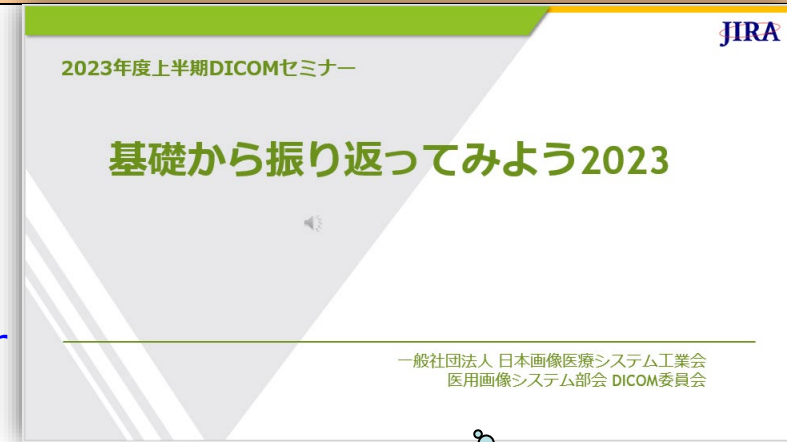 JIRA
2023年度上半期DICOMセミナー
基礎から振り返ってみよう2023
一般社団法人 日本画像医療システム工業会
医用画像システム部会 DICOM委員会